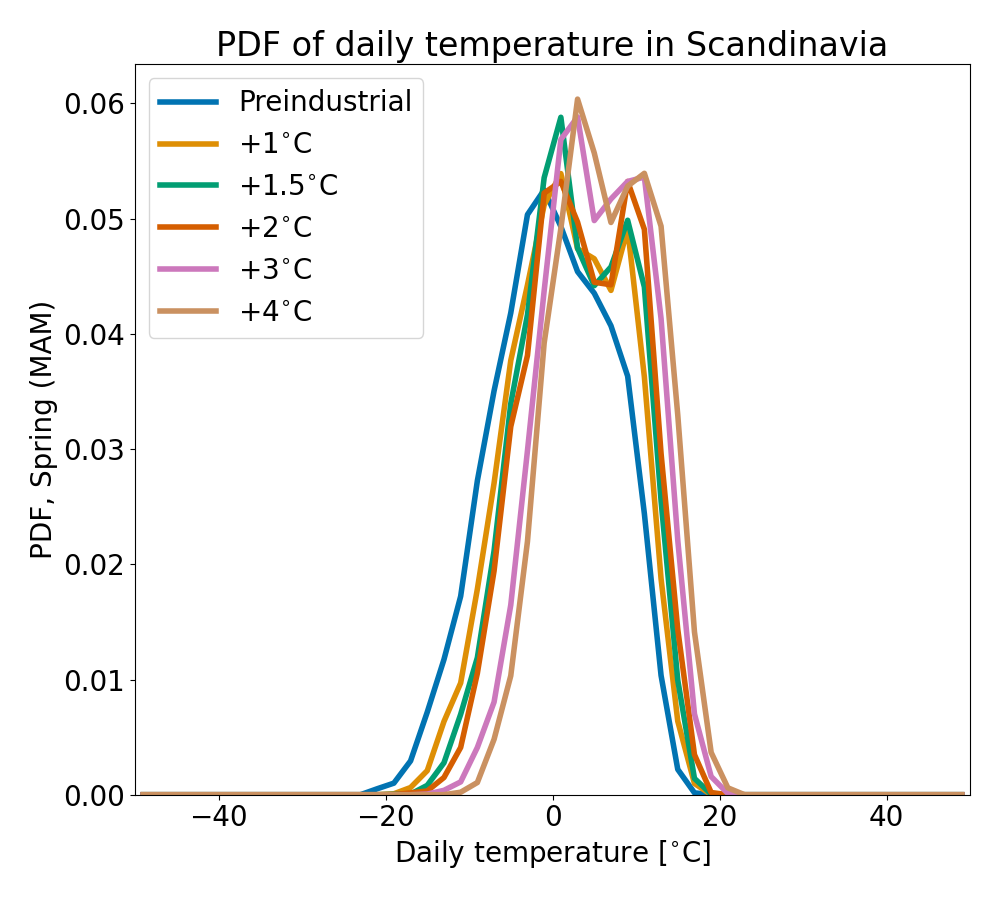 PDF of daily temperature in Scandinavia
Preindustrial
+1°C
+1.5°C
+2°C
+3°C
+4°C
PDF, Spring (MAM)
0.06
0.05
0.04
0.03
0.02
0.01
0.00
−40
−20
0
20
40
Daily temperature [°C]